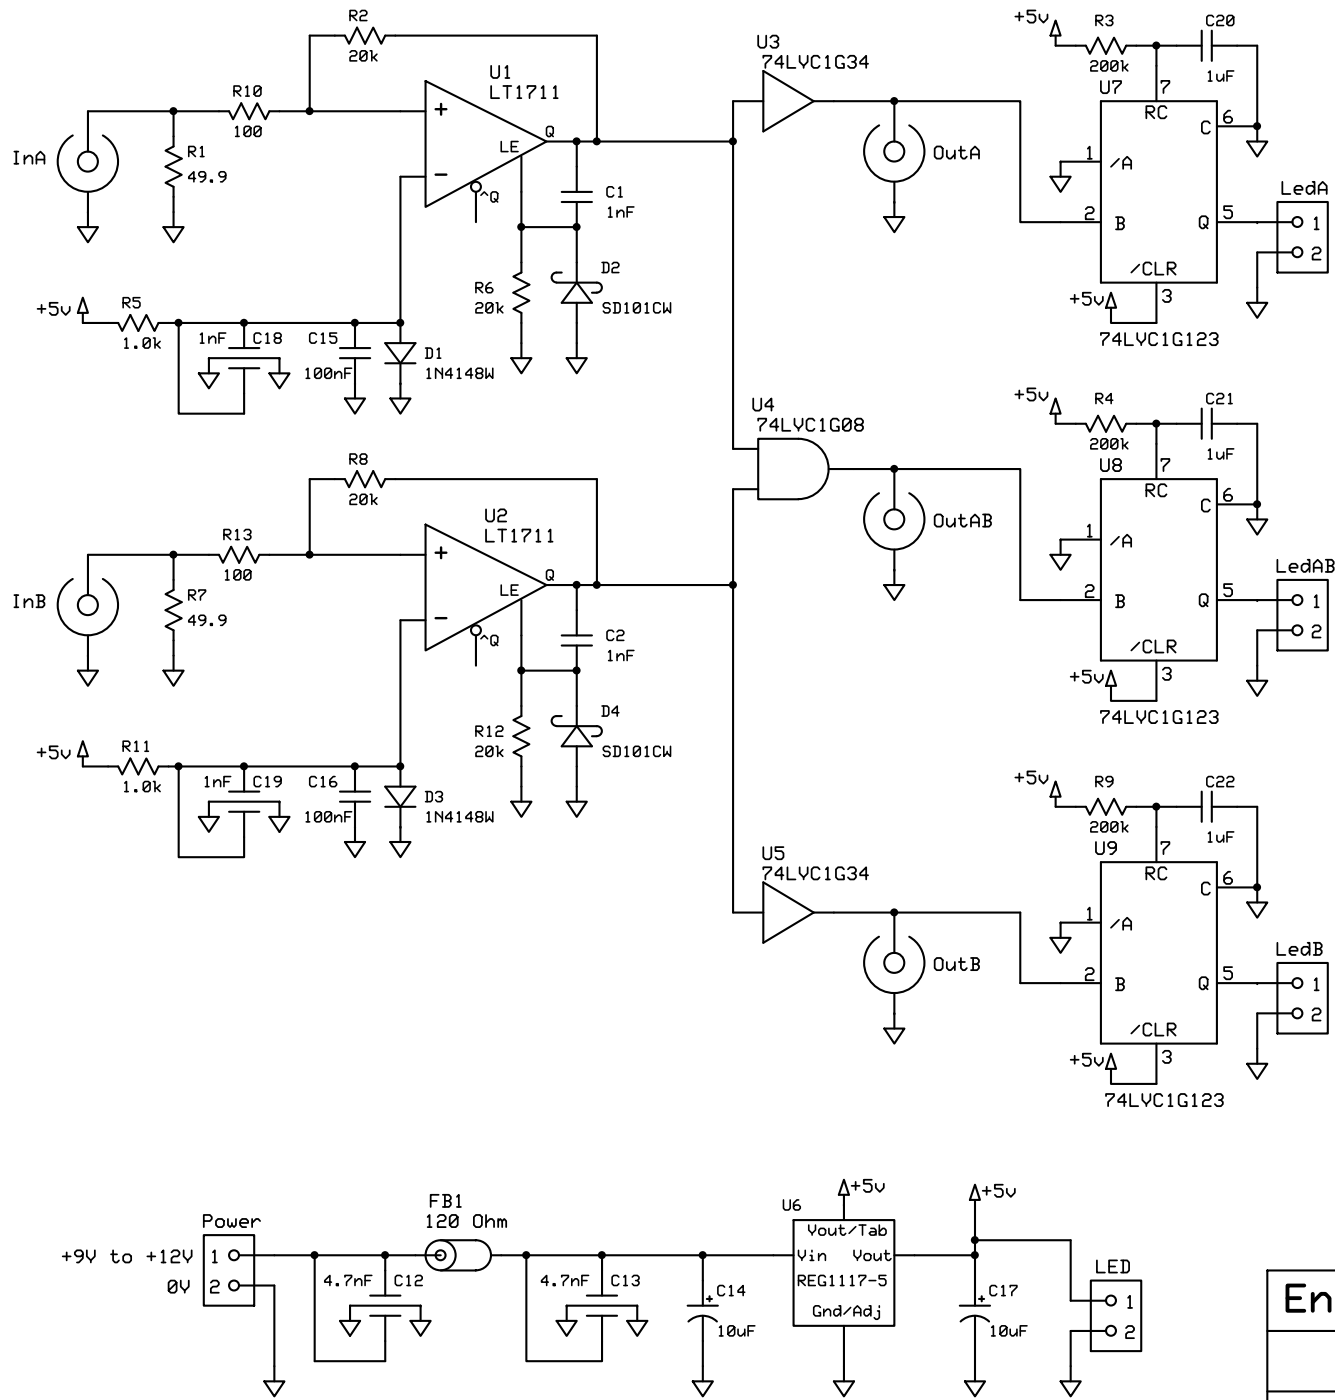 R2
20k
R10
100
InA
R1
49.9
U1
LT1711
+
−
LE
Q
^Q
C1
1nF
R6
20k
D2
SD101CW
+5v
R5
1.0k
1nF
C18
C15
100nF
D1
1N4148W
U3
74LVC1G34
OutA
+5v
R3
200k
C20
1uF
U7
7
RC
C
6
1
/A
2
B
Q
5
/CLR
+5v
3
74LVC1G123
LedA
1
2
R8
20k
R13
100
InB
R7
49.9
U2
LT1711
+
−
LE
Q
^Q
C2
1nF
R12
20k
D4
SD101CW
+5v
R11
1.0k
1nF
C19
C16
100nF
D3
1N4148W
U4
74LVC1G08
OutAB
+5v
R4
200k
C21
1uF
U8
7
RC
C
6
1
/A
2
B
Q
5
/CLR
+5v
3
74LVC1G123
LedAB
1
2
U5
74LVC1G34
OutB
+5v
R9
200k
C22
1uF
U9
7
RC
C
6
1
/A
2
B
Q
5
/CLR
+5v
3
74LVC1G123
LedB
1
2
Power
+9V to +12V
1
0V
2
4.7nF
C12
FB1
120 Ohm
4.7nF
C13
+
C14
10uF
U6
+5v
Vout/Tab
Vin
Vout
REG1117-5
Gnd/Adj
+5v
+
C17
10uF
LED
1
2
En